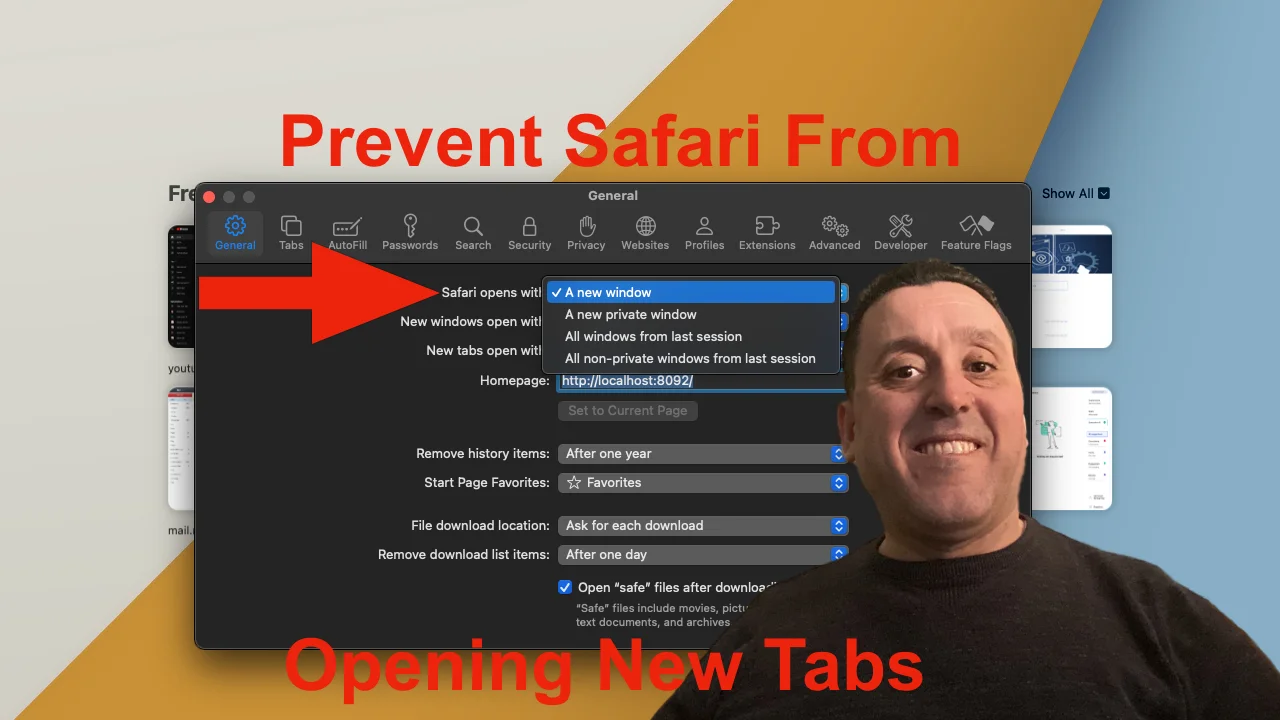 Prevent Safari From
Fre
Show All
General
General Tabs AutoFill Passwords Search Security Privacy Websites Profiles Extensions Advanced Developer Feature Flags
Safari opens with
✓ A new window
A new private window
All windows from last session
All non-private windows from last session
New windows open with
New tabs open with
Homepage: http://localhost:8092/
Set to Current Page
Remove history items: After one year
Start Page Favorites: ☆ Favorites
File download location: Ask for each download
Remove download list items: After one day
Open “safe” files after downloadi
“Safe” files include movies, pictu
text documents, and archives
youtu
mail.
Opening New Tabs